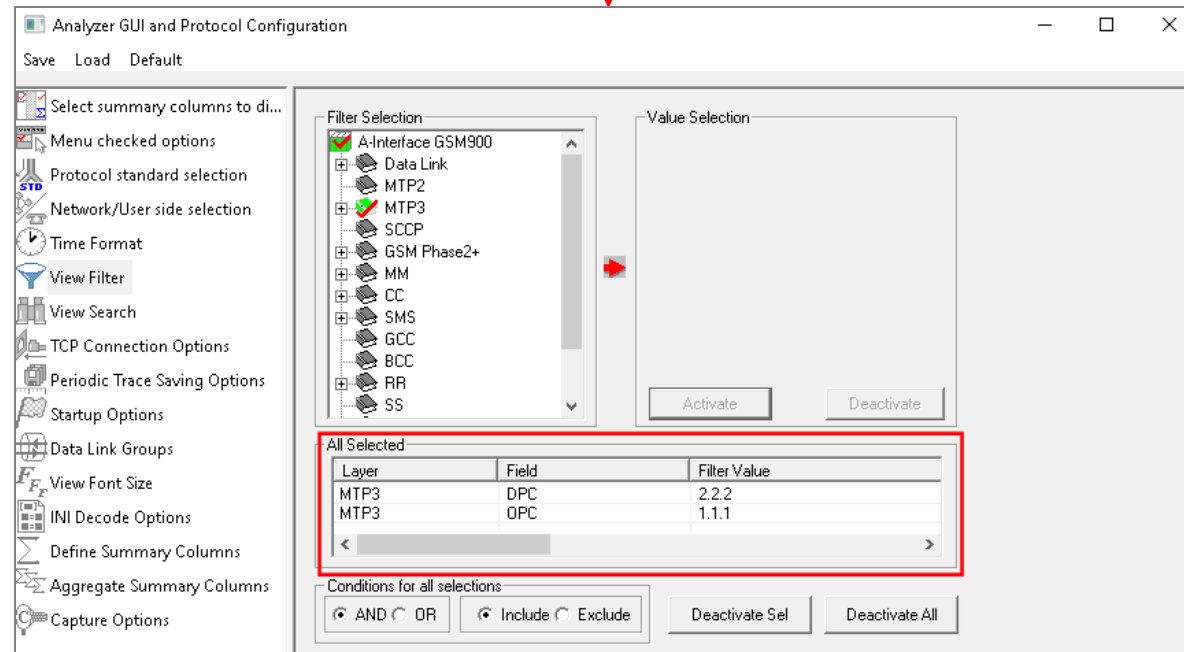 Analyzer GUI and Protocol Configuration
Save Load Default
Select summary columns to di...
Menu checked options
STD Protocol standard selection
Network/User side selection
Time Format
View Filter
View Search
TCP Connection Options
Periodic Trace Saving Options
Startup Options
Data Link Groups
View Font Size
INI Decode Options
Define Summary Columns
Aggregate Summary Columns
Capture Options
Filter Selection
A-Interface GSM900
Data Link
MTP2
MTP3
SCCP
GSM Phase2+
MM
CC
SMS
GCC
BCC
RR
SS
Value Selection
Activate Deactivate
All Selected
Layer Field Filter Value
MTP3 DPC 2.2.2
MTP3 OPC 1.1.1
Conditions for all selections
AND OR Include Exclude Deactivate Sel Deactivate All